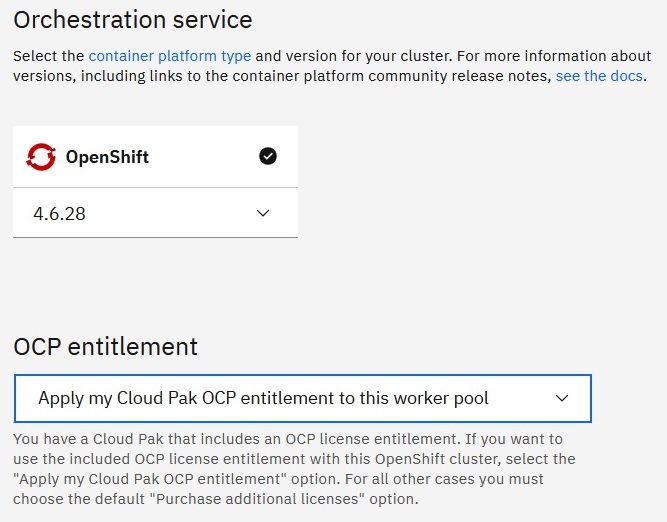 Orchestration service
Select the container platform type and version for your cluster. For more information about
versions, including links to the container platform community release notes, see the docs.
OpenShift
4.6.28
OCP entitlement
Apply my Cloud Pak OCP entitlement to this worker pool
You have a Cloud Pak that includes an OCP license entitlement. If you want to
use the included OCP license entitlement with this OpenShift cluster, select the
"Apply my Cloud Pak OCP entitlement" option. For all other cases you must
choose the default "Purchase additional licenses" option.